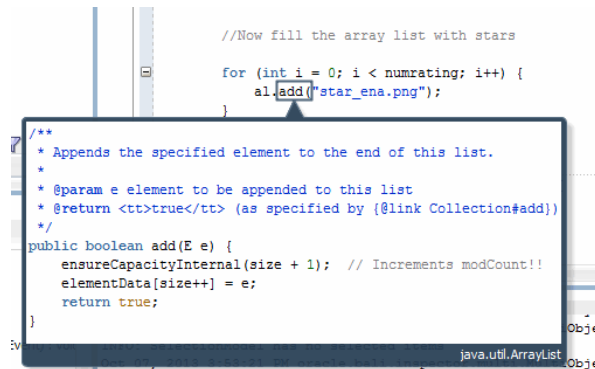 //Now fill the array list with stars
for (int i = 0; i < numrating; i++) {
al.add("star_ena.png");
}
/**
* Appends the specified element to the end of this list.
*
* @param e element to be appended to this list
* @return <tt>true</tt> (as specified by {@link Collection#add})
*/
public boolean add(E e) {
ensureCapacityInternal(size + 1);  // Increments modCount!!
elementData[size++] = e;
return true;
}
java.util.ArrayList